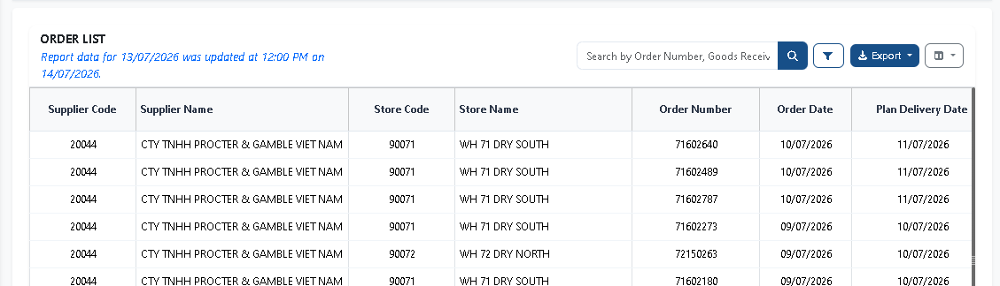 ORDER LIST
Report data for 13/07/2026 was updated at 12:00 PM on
14/07/2026.
Search by Order Number, Goods Receiv
Export
Supplier Code Supplier Name Store Code Store Name Order Number Order Date Plan Delivery Date
20044 CTY TNHH PROCTER & GAMBLE VIET NAM 90071 WH 71 DRY SOUTH 71602640 10/07/2026 11/07/2026
20044 CTY TNHH PROCTER & GAMBLE VIET NAM 90071 WH 71 DRY SOUTH 71602489 10/07/2026 11/07/2026
20044 CTY TNHH PROCTER & GAMBLE VIET NAM 90071 WH 71 DRY SOUTH 71602787 10/07/2026 11/07/2026
20044 CTY TNHH PROCTER & GAMBLE VIET NAM 90071 WH 71 DRY SOUTH 71602273 09/07/2026 10/07/2026
20044 CTY TNHH PROCTER & GAMBLE VIET NAM 90072 WH 72 DRY NORTH 72150263 09/07/2026 10/07/2026
20044 CTY TNHH PROCTER & GAMBLE VIET NAM 90071 WH 71 DRY SOUTH 71602180 09/07/2026 10/07/2026